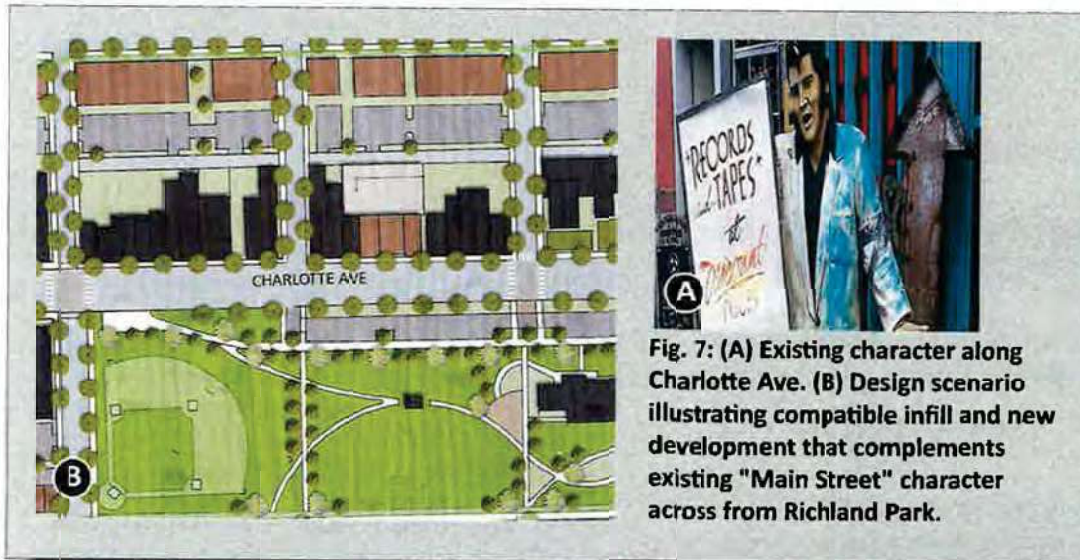 CHARLOTTE AVE
B
"RECORDS
TAPES"
at
A
Fig. 7: (A) Existing character along
Charlotte Ave. (B) Design scenario
illustrating compatible infill and new
development that complements
existing "Main Street" character
across from Richland Park.